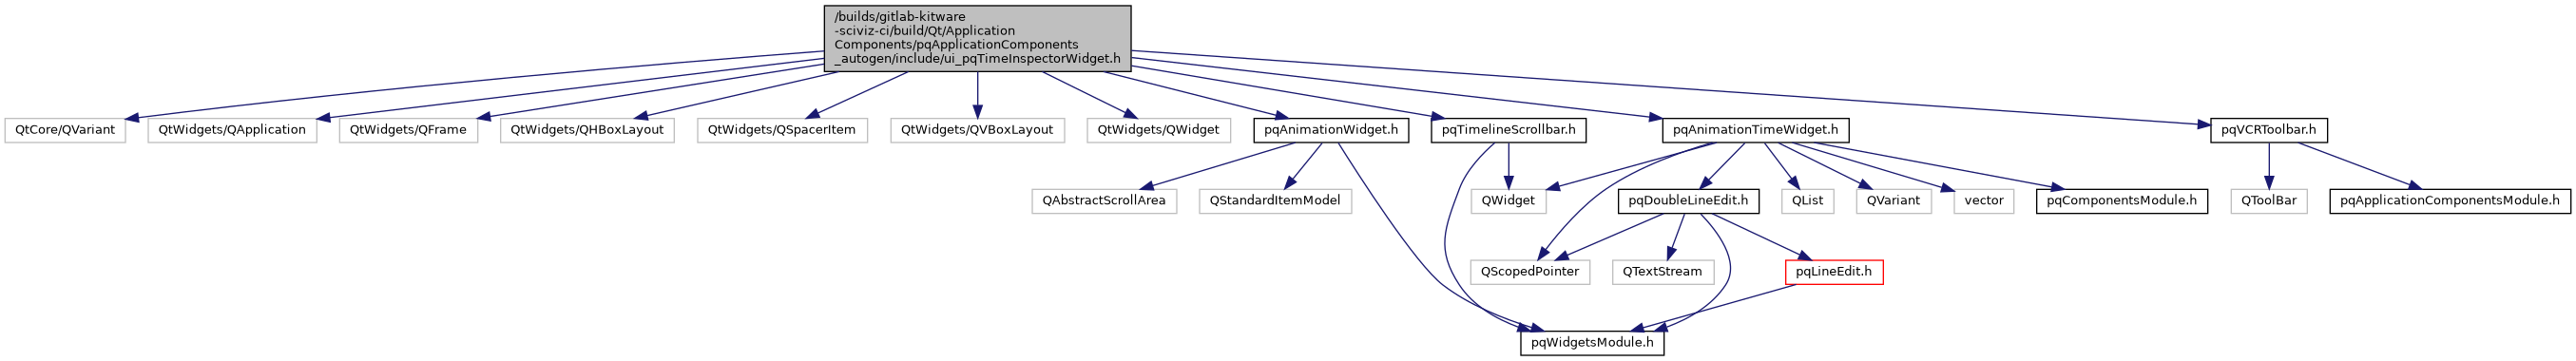 /builds/gitlab-kitware
-sciviz-ci/build/Qt/Application
Components/pqApplicationComponents
_autogen/include/ui_pqTimeInspectorWidget.h
QtCore/QVariant
QtWidgets/QApplication
QtWidgets/QFrame
QtWidgets/QHBoxLayout
QtWidgets/QSpacerItem
QtWidgets/QVBoxLayout
QtWidgets/QWidget
pqAnimationWidget.h
pqTimelineScrollbar.h
pqAnimationTimeWidget.h
pqVCRToolbar.h
QAbstractScrollArea
QStandardItemModel
QWidget
pqDoubleLineEdit.h
QList
QVariant
vector
pqComponentsModule.h
QToolBar
pqApplicationComponentsModule.h
QScopedPointer
QTextStream
pqLineEdit.h
pqWidgetsModule.h